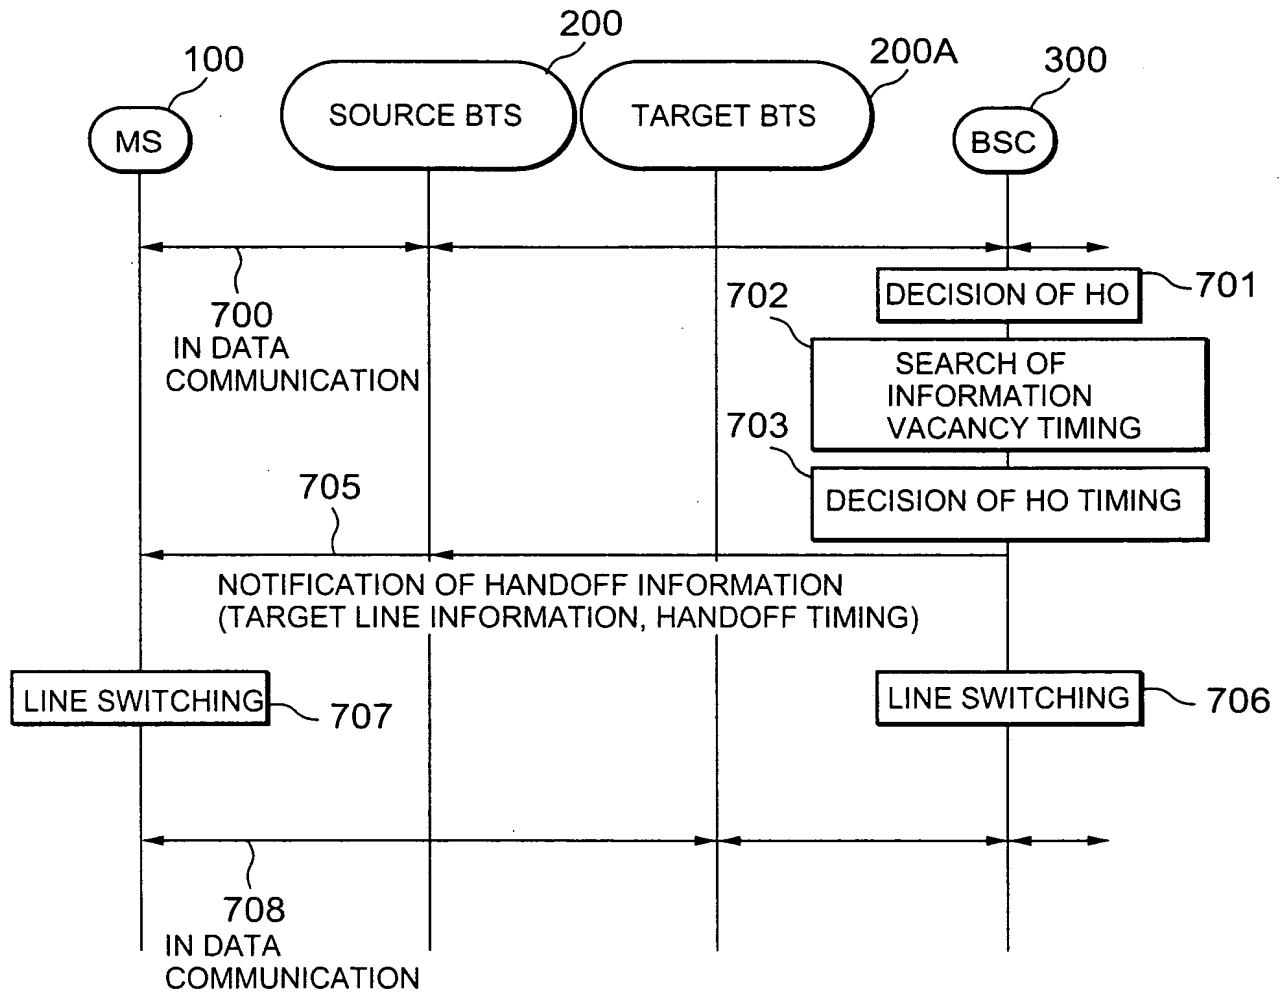 100
200
200A
300
MS
SOURCE BTS
TARGET BTS
BSC
700
IN DATA
COMMUNICATION
DECISION OF HO
701
702
SEARCH OF
INFORMATION
VACANCY TIMING
703
DECISION OF HO TIMING
705
NOTIFICATION OF HANDOFF INFORMATION
(TARGET LINE INFORMATION, HANDOFF TIMING)
LINE SWITCHING
707
LINE SWITCHING
706
708
IN DATA
COMMUNICATION